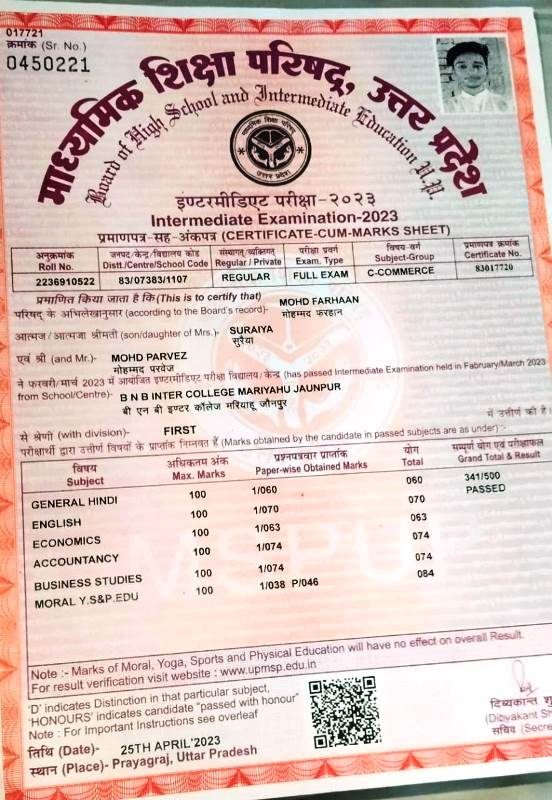 017721
क्रमांक (Sr. No.)
0450221
माध्यमिक शिक्षा परिषद्, उत्तर प्रदेश
Board of High School and Intermediate Education U.P.
माध्यमिक शिक्षा परिषद
उत्तर प्रदेश
इण्टरमीडिएट परीक्षा-२०२३
Intermediate Examination-2023
प्रमाणपत्र-सह-अंकपत्र (CERTIFICATE-CUM-MARKS SHEET)
अनुक्रमांक जनपद/केन्द्र/विद्यालय कोड संस्थागत/व्यक्तिगत परीक्षा प्रवर्ग विषय-वर्ग प्रमाणपत्र क्रमांक
Roll No. Distt./Centre/School Code Regular / Private Exam. Type Subject-Group Certificate No.
2236910522 83/07383/1107 REGULAR FULL EXAM C-COMMERCE 83017720
प्रमाणित किया जाता है कि (This is to certify that) MOHD FARHAAN
परिषद् के अभिलेखानुसार (according to the Board's record)- मोहम्मद फरहान
आत्मज / आत्मजा श्रीमती (son/daughter of Mrs.)- SURAIYA
सुरैया
एवं श्री (and Mr.)- MOHD PARVEZ
मोहम्मद परवेज
ने फरवरी/मार्च 2023 में आयोजित इण्टरमीडिएट परीक्षा विद्यालय/केन्द्र (has passed Intermediate Examination held in Fabruary/March 2023
from School/Centre)- B N B INTER COLLEGE MARIYAHU JAUNPUR
बी एन बी इण्टर कॉलेज मरियाहू जौनपुर
में उत्तीर्ण की है।
से श्रेणी (with division)- FIRST
परीक्षार्थी द्वारा उत्तीर्ण विषयों के प्राप्तांक निम्नवत हैं (Marks obtained by the candidate in passed subjects are as under) :-
विषय अधिकतम अंक प्रश्नपत्रवार प्राप्तांक योग सम्पूर्ण योग एवं परीक्षाफल
Subject Max. Marks Paper-wise Obtained Marks Total Grand Total & Result
GENERAL HINDI 100 1/060 060 341/500
ENGLISH 100 1/070 070 PASSED
ECONOMICS 100 1/063 063
ACCOUNTANCY 100 1/074 074
BUSINESS STUDIES 100 1/074 074
MORAL Y.S&P.EDU 100 1/038 P/046 084
Note :- Marks of Moral, Yoga, Sports and Physical Education will have no effect on overall Result.
For result verification visit website : www.upmsp.edu.in
'D' indicates Distinction in that particular subject,
'HONOURS' indicates candidate "passed with honour"
Note : For Important Instructions see overleaf
दिब्यकान्त
(Dibyakant
सचिव
तिथि (Date)- 25TH APRIL'2023
स्थान (Place)- Prayagraj, Uttar Pradesh